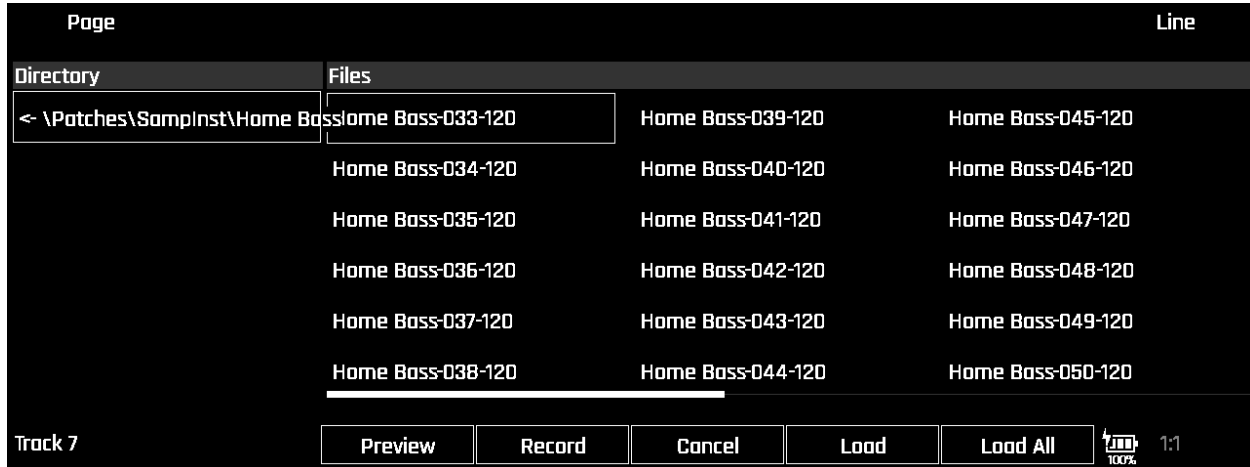 Page Line
Directory Files
<- \Patches\SampInst\Home Bass Home Bass-033-120 Home Bass-039-120 Home Bass-045-120
Home Bass-034-120 Home Bass-040-120 Home Bass-046-120
Home Bass-035-120 Home Bass-041-120 Home Bass-047-120
Home Bass-036-120 Home Bass-042-120 Home Bass-048-120
Home Bass-037-120 Home Bass-043-120 Home Bass-049-120
Home Bass-038-120 Home Bass-044-120 Home Bass-050-120
Track 7 Preview Record Cancel Load Load All 100% 1:1